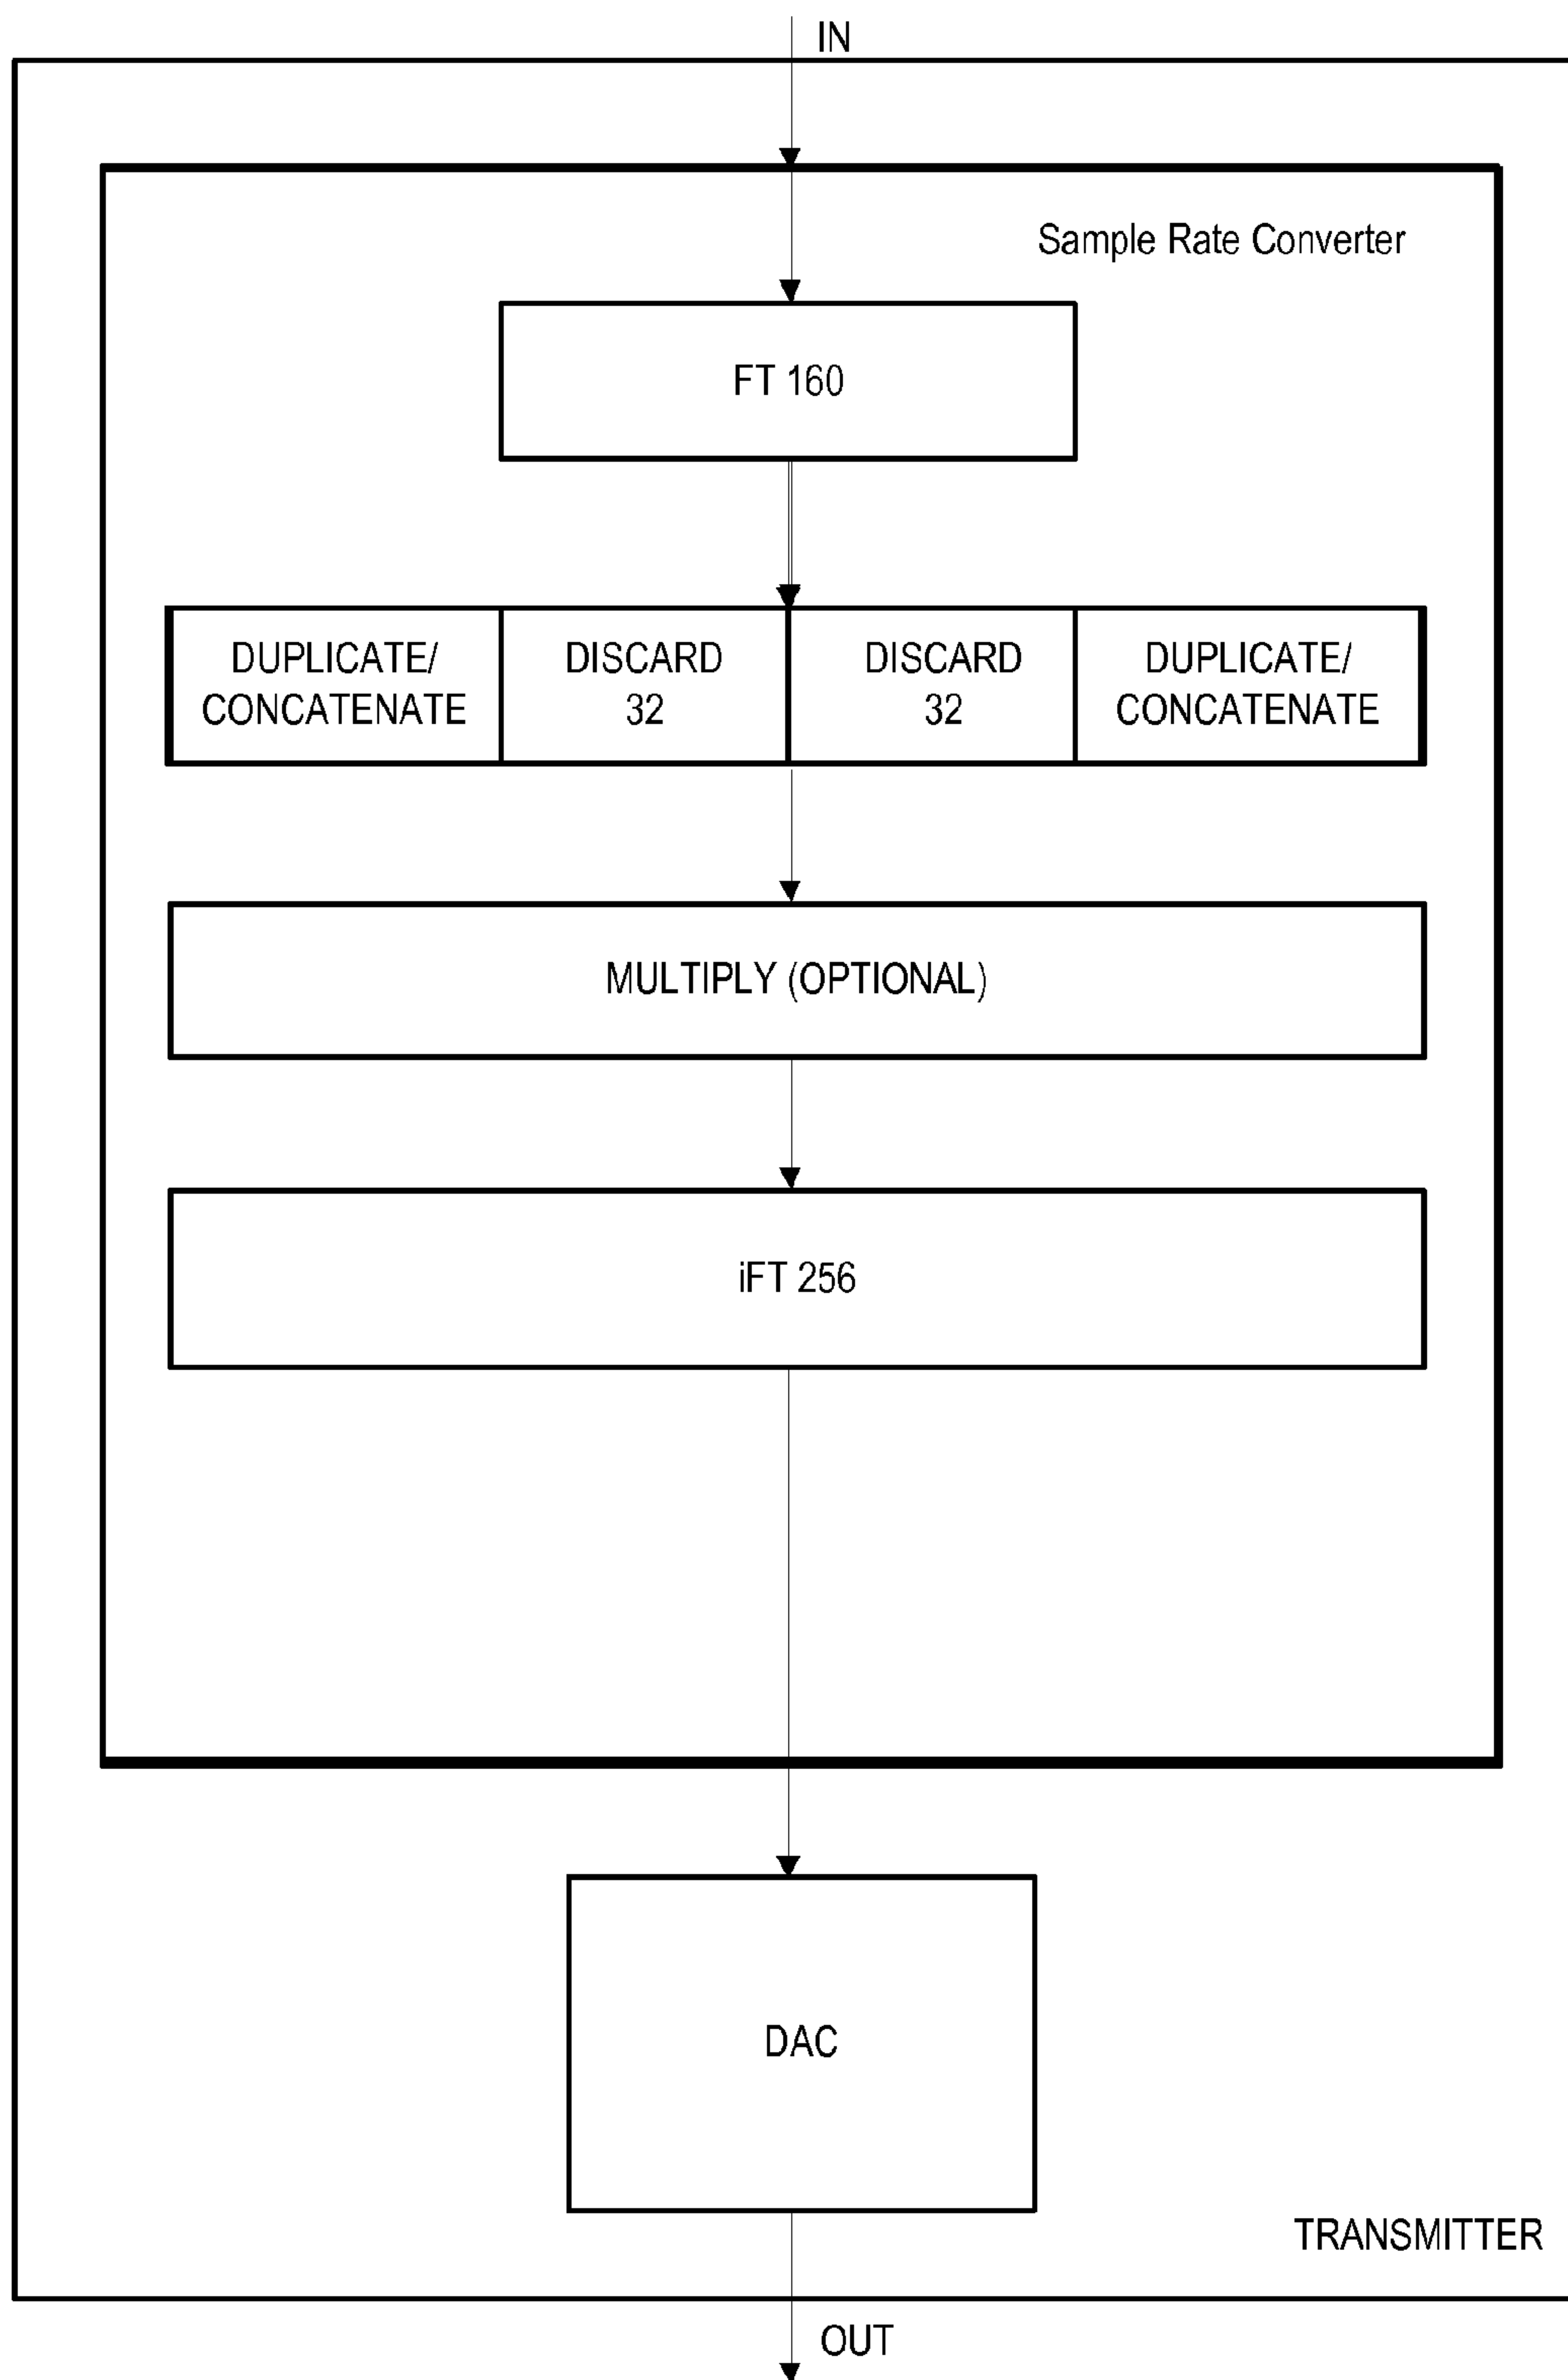 IN
Sample Rate Converter
FT 160
DUPLICATE/
CONCATENATE
DISCARD
32
DISCARD
32
DUPLICATE/
CONCATENATE
MULTIPLY (OPTIONAL)
iFT 256
DAC
TRANSMITTER
OUT